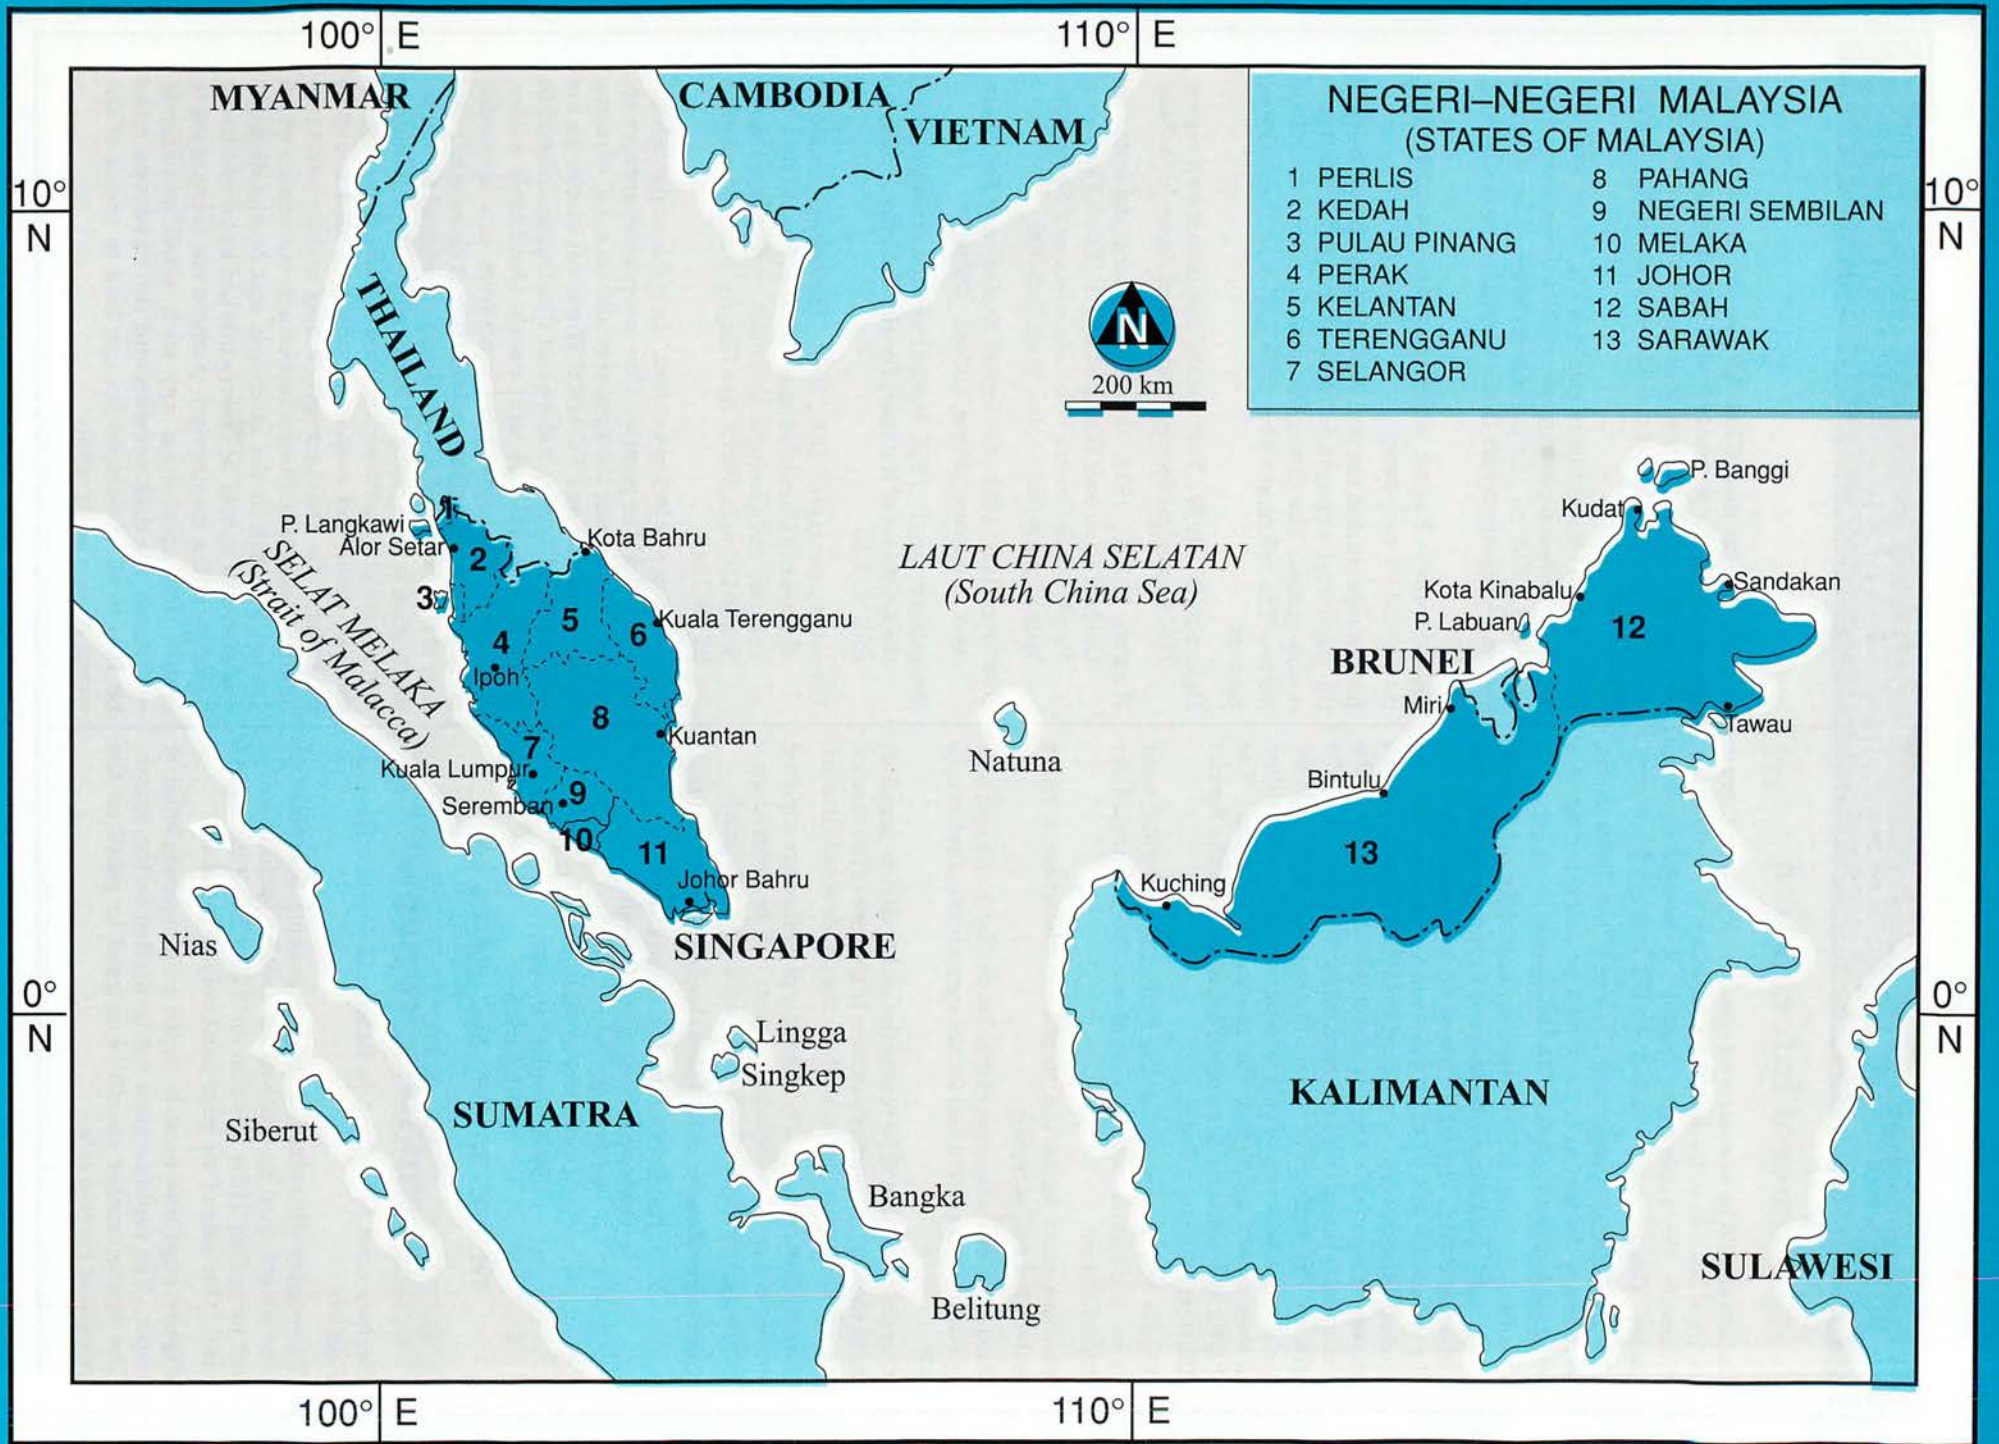 100° E
110° E
MYANMAR
CAMBODIA
VIETNAM
THAILAND
10°
N
10°
N
NEGERI–NEGERI MALAYSIA
(STATES OF MALAYSIA)
1 PERLIS
2 KEDAH
3 PULAU PINANG
4 PERAK
5 KELANTAN
6 TERENGGANU
7 SELANGOR
8 PAHANG
9 NEGERI SEMBILAN
10 MELAKA
11 JOHOR
12 SABAH
13 SARAWAK
N
200 km
P. Banggi
Kudat
1
P. Langkawi
Alor Setar
2
Kota Bahru
SELAT MELAKA
(Strait of Malacca)
LAUT CHINA SELATAN
(South China Sea)
Kota Kinabalu
Sandakan
3
5
Kuala Terengganu
6
4
Ipoh
P. Labuan
12
BRUNEI
Miri
Tawau
8
Kuantan
7
Kuala Lumpur
Natuna
Bintulu
9
Seremban
10
11
13
Johor Bahru
Kuching
SINGAPORE
Nias
0°
N
0°
N
Lingga
Singkep
KALIMANTAN
SUMATRA
Siberut
Bangka
Belitung
SULAWESI
100° E
110° E